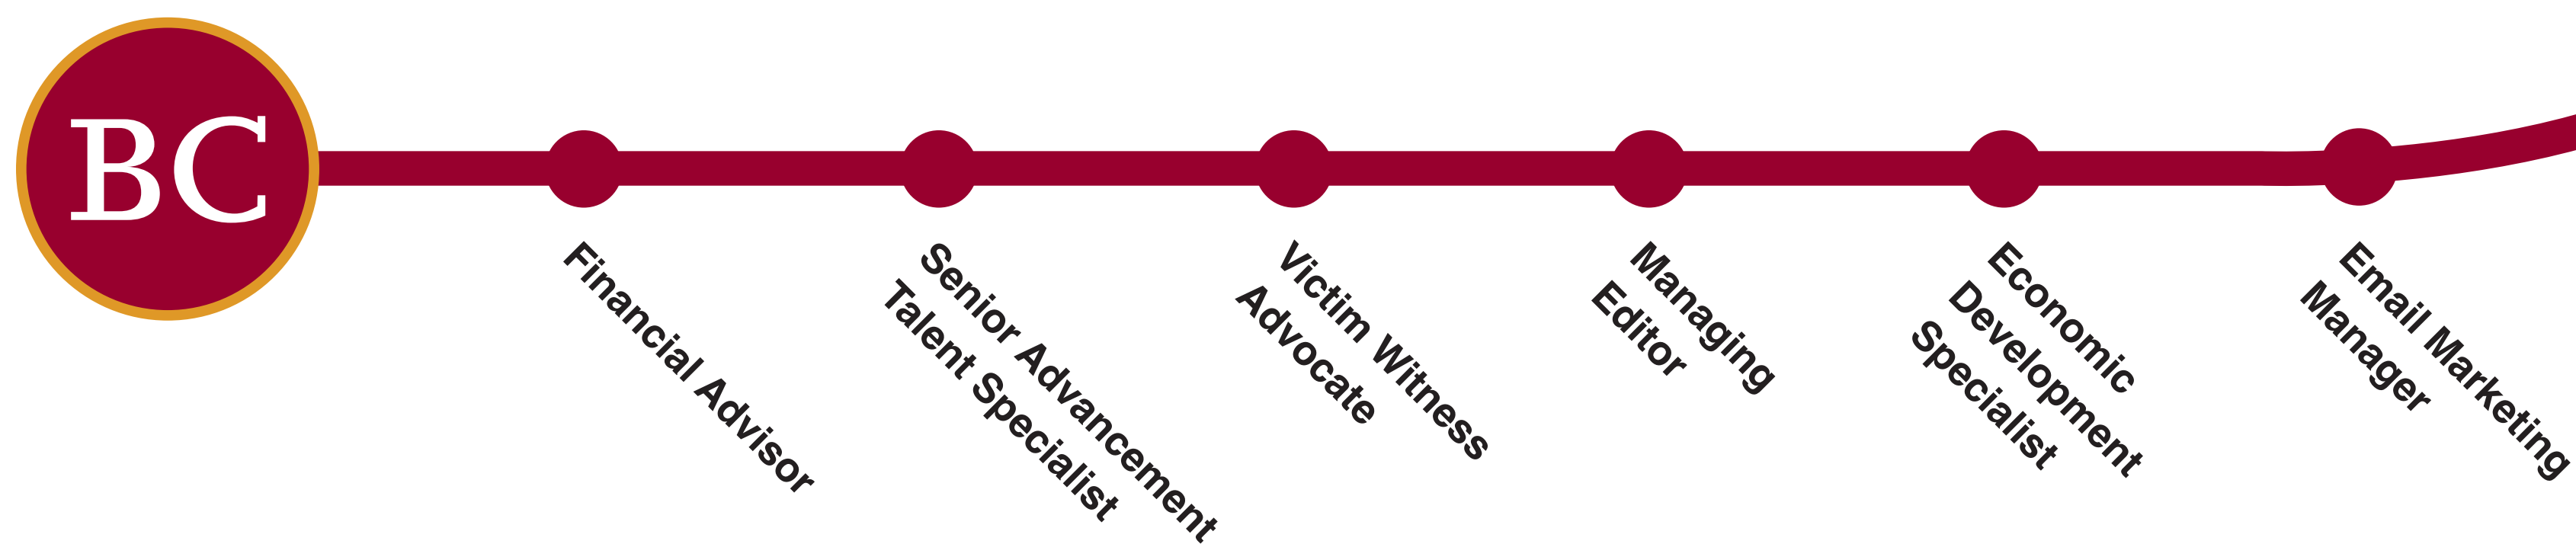 BC
Financial Advisor
Senior Advancement
Talent Specialist
Victim Witness
Advocate
Managing
Editor
Economic
Development
Specialist
Email Marketing
Manager